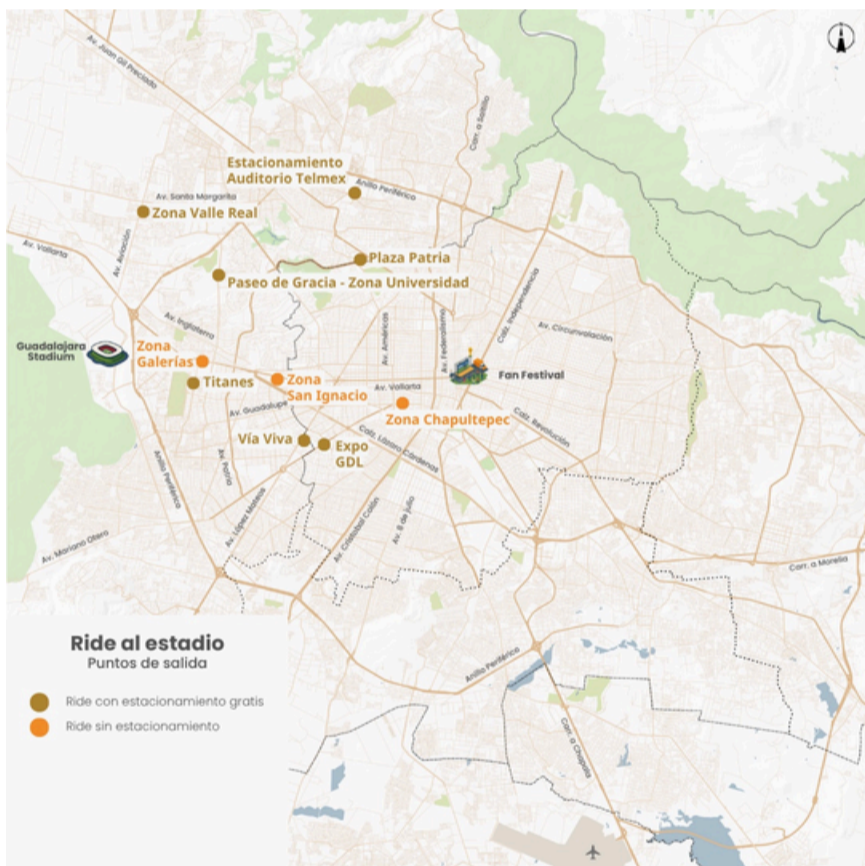 Av. Juan Gil Preciado
Carr. a Saltillo
Estacionamiento
Auditorio Telmex
Anillo Periférico
Av. Santa Margarita
Zona Valle Real
Av. Vallarta
Av. Aviación
Plaza Patria
Paseo de Gracia - Zona Universidad
Calz. Independencia
Av. Inglaterra
Av. Américas
Av. Federalismo
Av. Circunvalación
Guadalajara
Stadium
Zona
Galerías
Fan Festival
Titanes
Zona
San Ignacio
Av. Vallarta
Av. Guadalupe
Zona Chapultepec
Calz. Revolución
Vía Viva
Expo
GDL
Calz. Lázaro Cárdenas
Anillo Periférico
Av. Patria
Av. López Mateos
Av. Cristóbal Colón
Av. 8 de julio
Av. Mariano Otero
Carr. a Morelia
Anillo Periférico
Carr. a Chapala
Ride al estadio
Puntos de salida
Ride con estacionamiento gratis
Ride sin estacionamiento